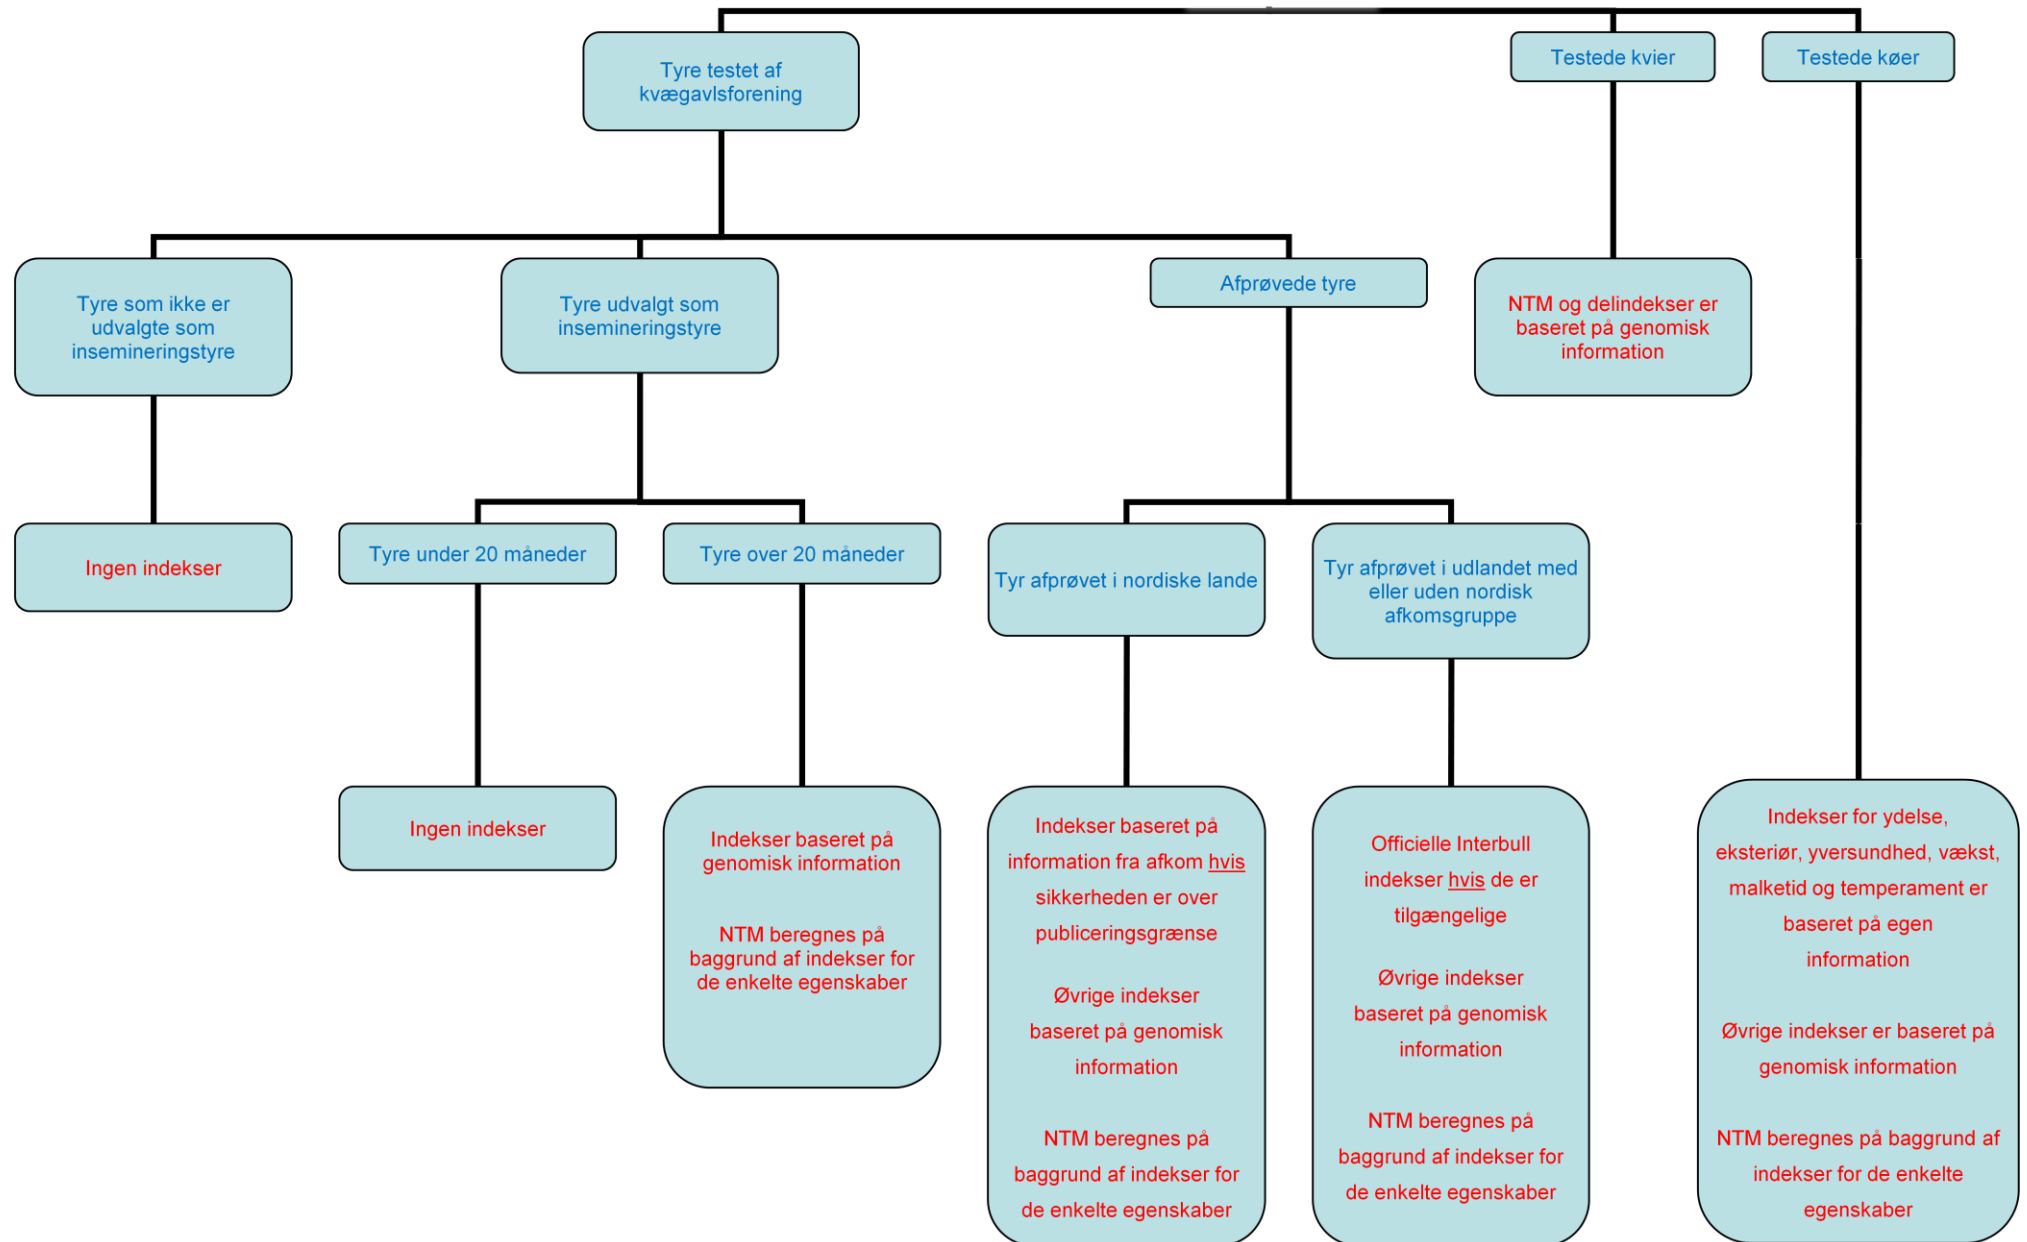 Tyre testet af
kvægavlsforening
Testede kvier
Testede køer
Tyre som ikke er
udvalgte som
insemineringstyre
Tyre udvalgt som
insemineringstyre
Afprøvede tyre
NTM og delindekser er
baseret på genomisk
information
Ingen indekser
Tyre under 20 måneder
Tyre over 20 måneder
Tyr afprøvet i nordiske lande
Tyr afprøvet i udlandet med
eller uden nordisk
afkomsgruppe
Ingen indekser
Indekser baseret på
genomisk information
NTM beregnes på
baggrund af indekser for
de enkelte egenskaber
Indekser baseret på
information fra afkom hvis
sikkerheden er over
publiceringsgrænse
Øvrige indekser
baseret på genomisk
information
NTM beregnes på
baggrund af indekser for
de enkelte egenskaber
Officielle Interbull
indekser hvis de er
tilgængelige
Øvrige indekser
baseret på genomisk
information
NTM beregnes på
baggrund af indekser for
de enkelte egenskaber
Indekser for ydelse,
eksteriør, yversundhed, vækst,
malketid og temperament er
baseret på egen
information
Øvrige indekser er baseret på
genomisk information
NTM beregnes på baggrund af
indekser for de enkelte
egenskaber